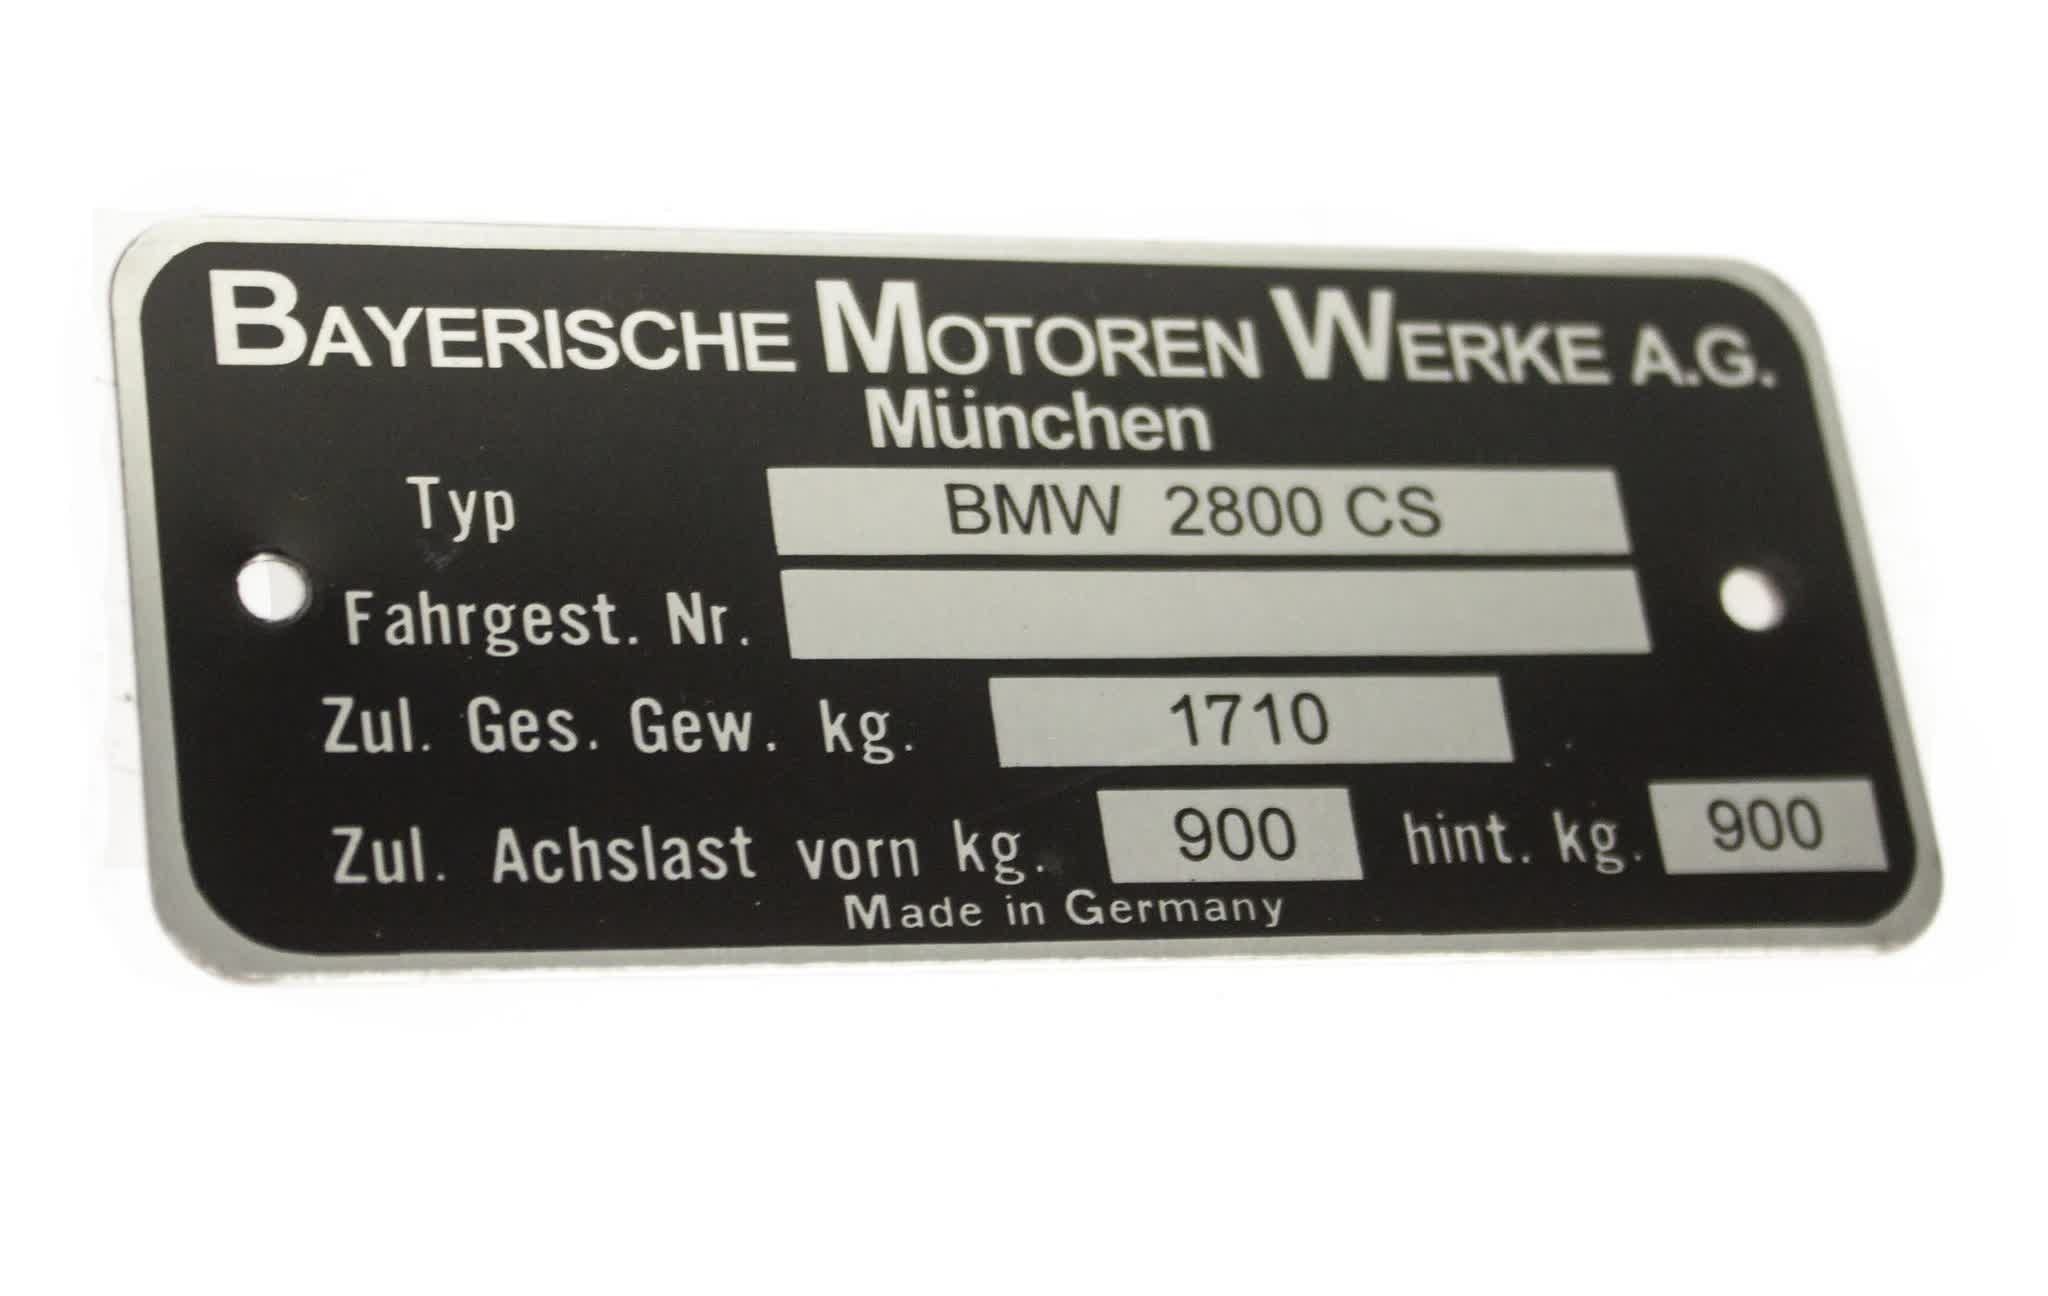 BAYERISCHE MOTOREN WERKE A.G.
München
Typ BMW 2800 CS
Fahrgest. Nr.
Zul. Ges. Gew. kg. 1710
Zul. Achslast vorn kg. 900 hint. kg. 900
Made in Germany